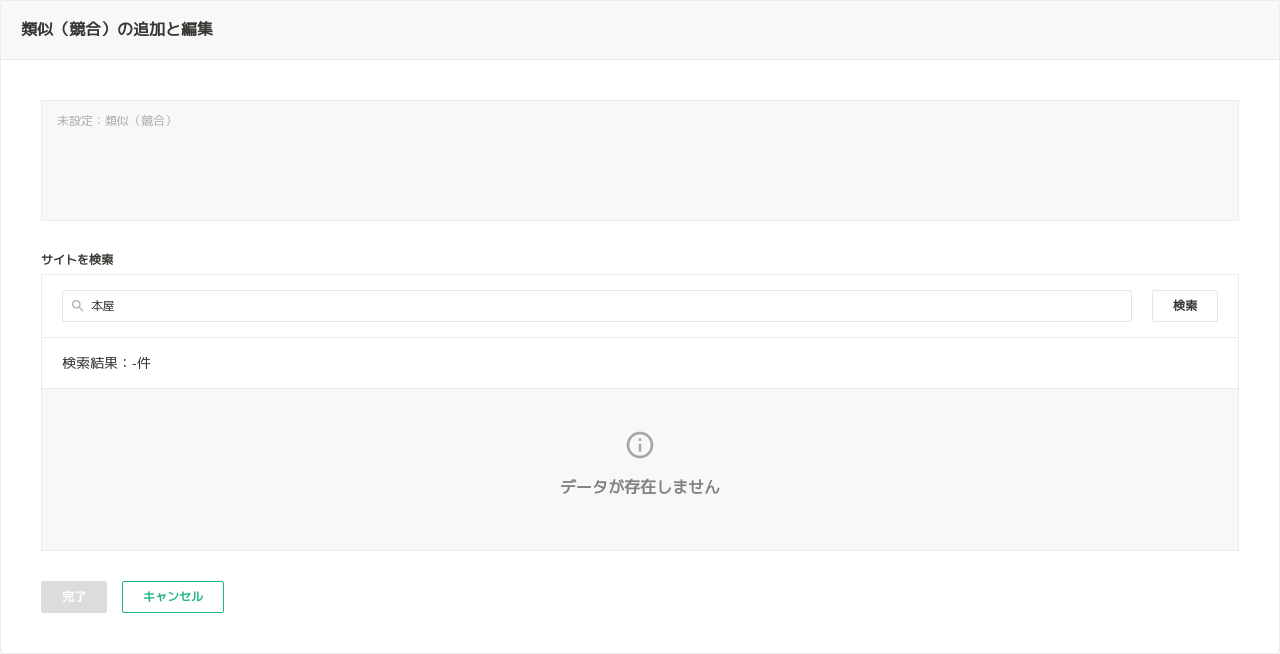 類似（競合）の追加と編集
未設定：類似（競合）
サイトを検索
本屋
検索
検索結果：-件
データが存在しません
完了
キャンセル